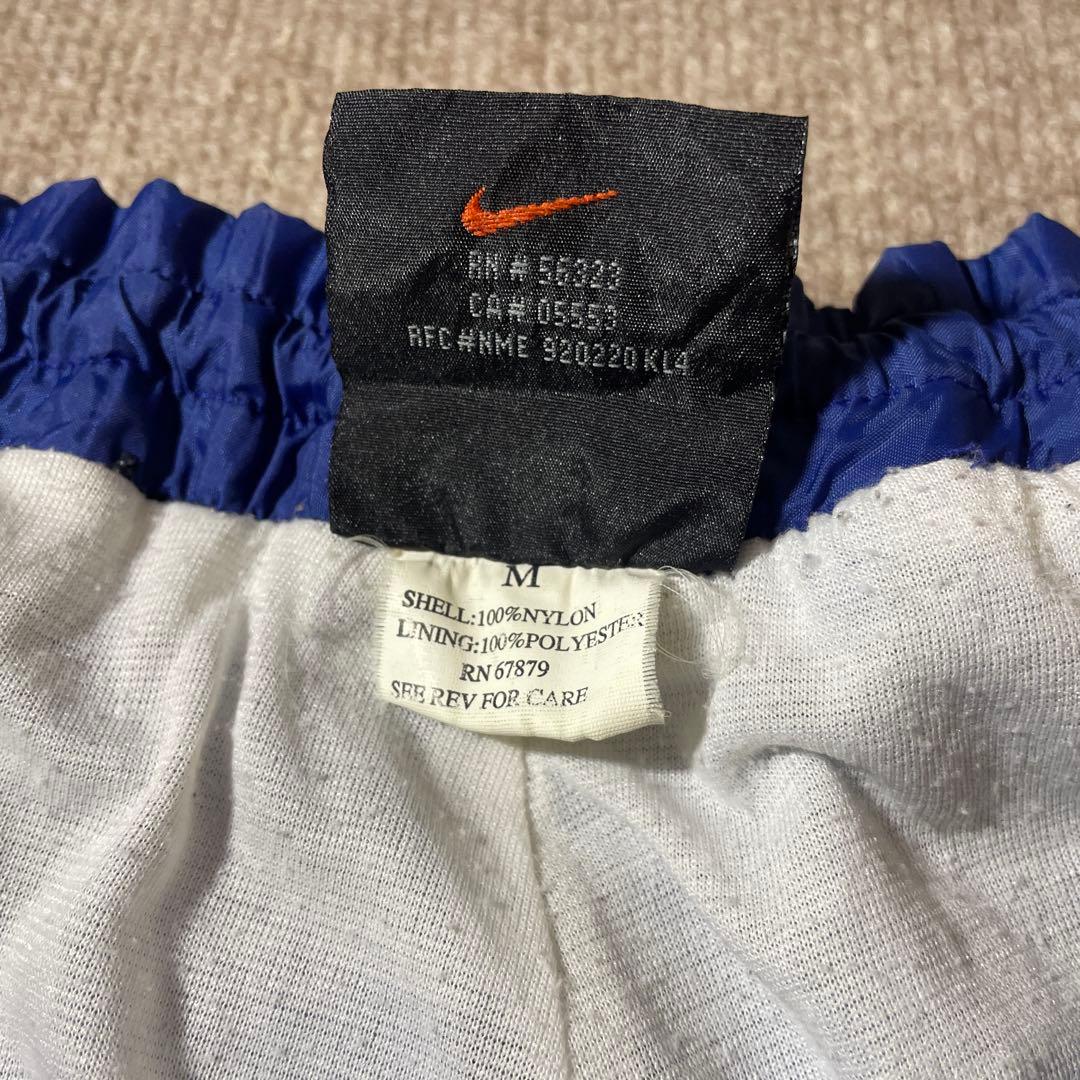 RN # 56323
CA# 05553
RFC #NME 920220 KL4
M
SHELL:100%NYLON
LINING:100%POLYESTER
RN 67879
SEE REV FOR CARE